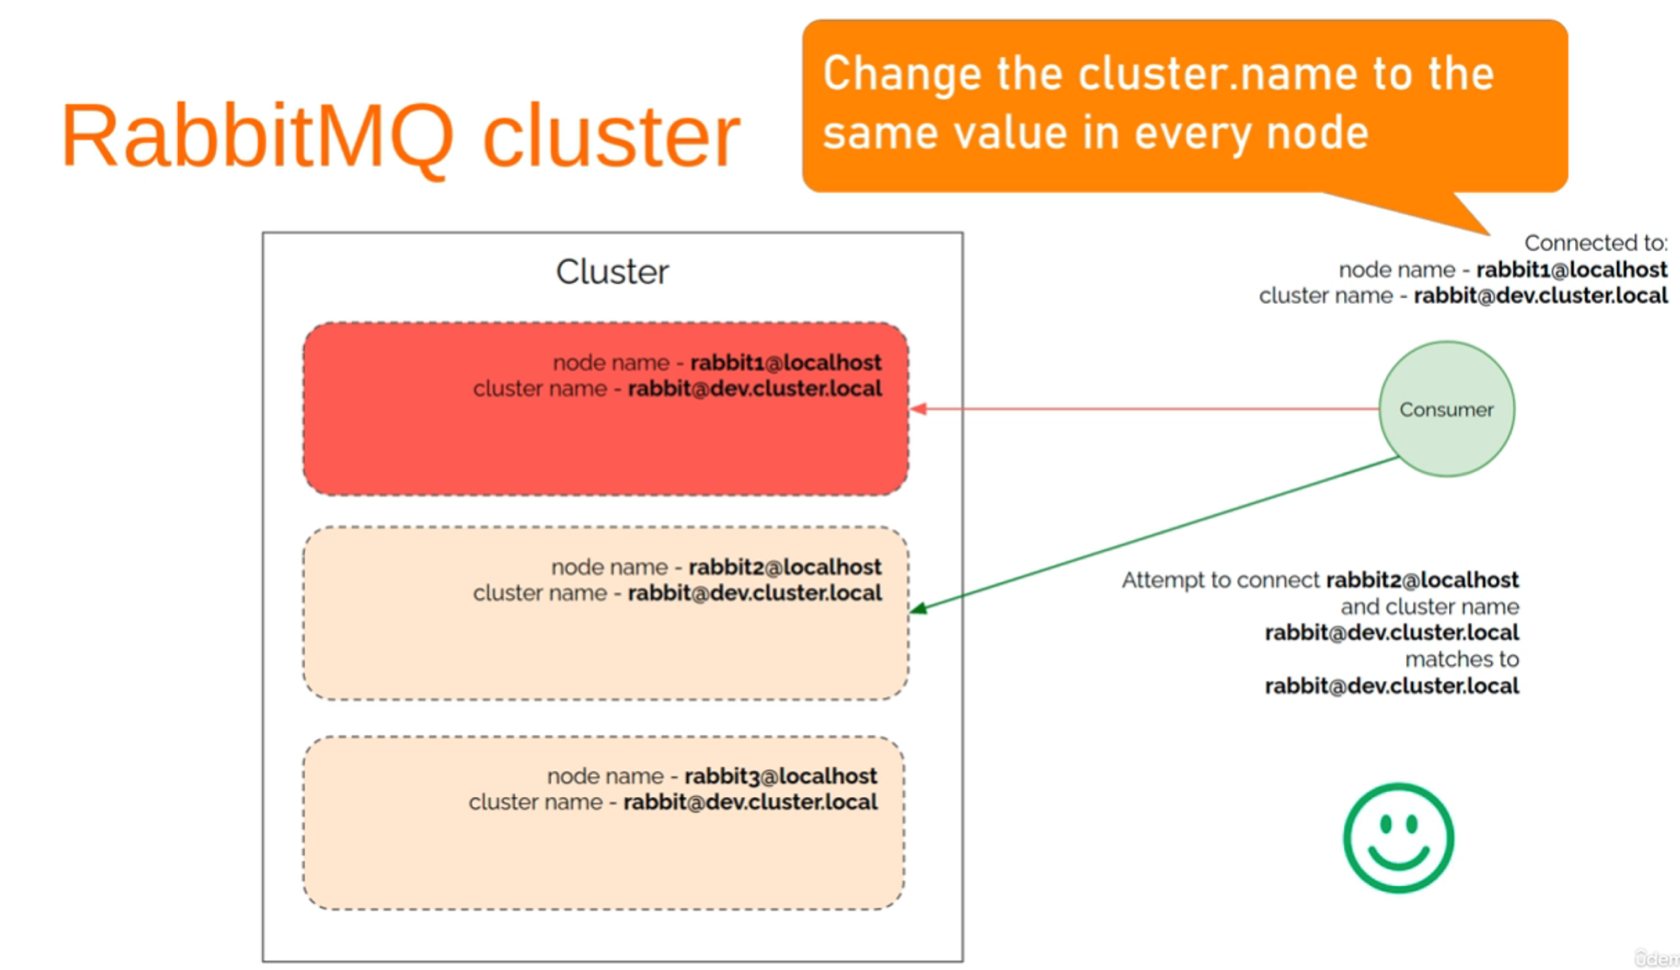 RabbitMQ cluster
Change the cluster.name to the
same value in every node
Cluster
node name - rabbit1@localhost
cluster name - rabbit@dev.cluster.local
node name - rabbit2@localhost
cluster name - rabbit@dev.cluster.local
node name - rabbit3@localhost
cluster name - rabbit@dev.cluster.local
Connected to:
node name - rabbit1@localhost
cluster name - rabbit@dev.cluster.local
Consumer
Attempt to connect rabbit2@localhost
and cluster name
rabbit@dev.cluster.local
matches to
rabbit@dev.cluster.local